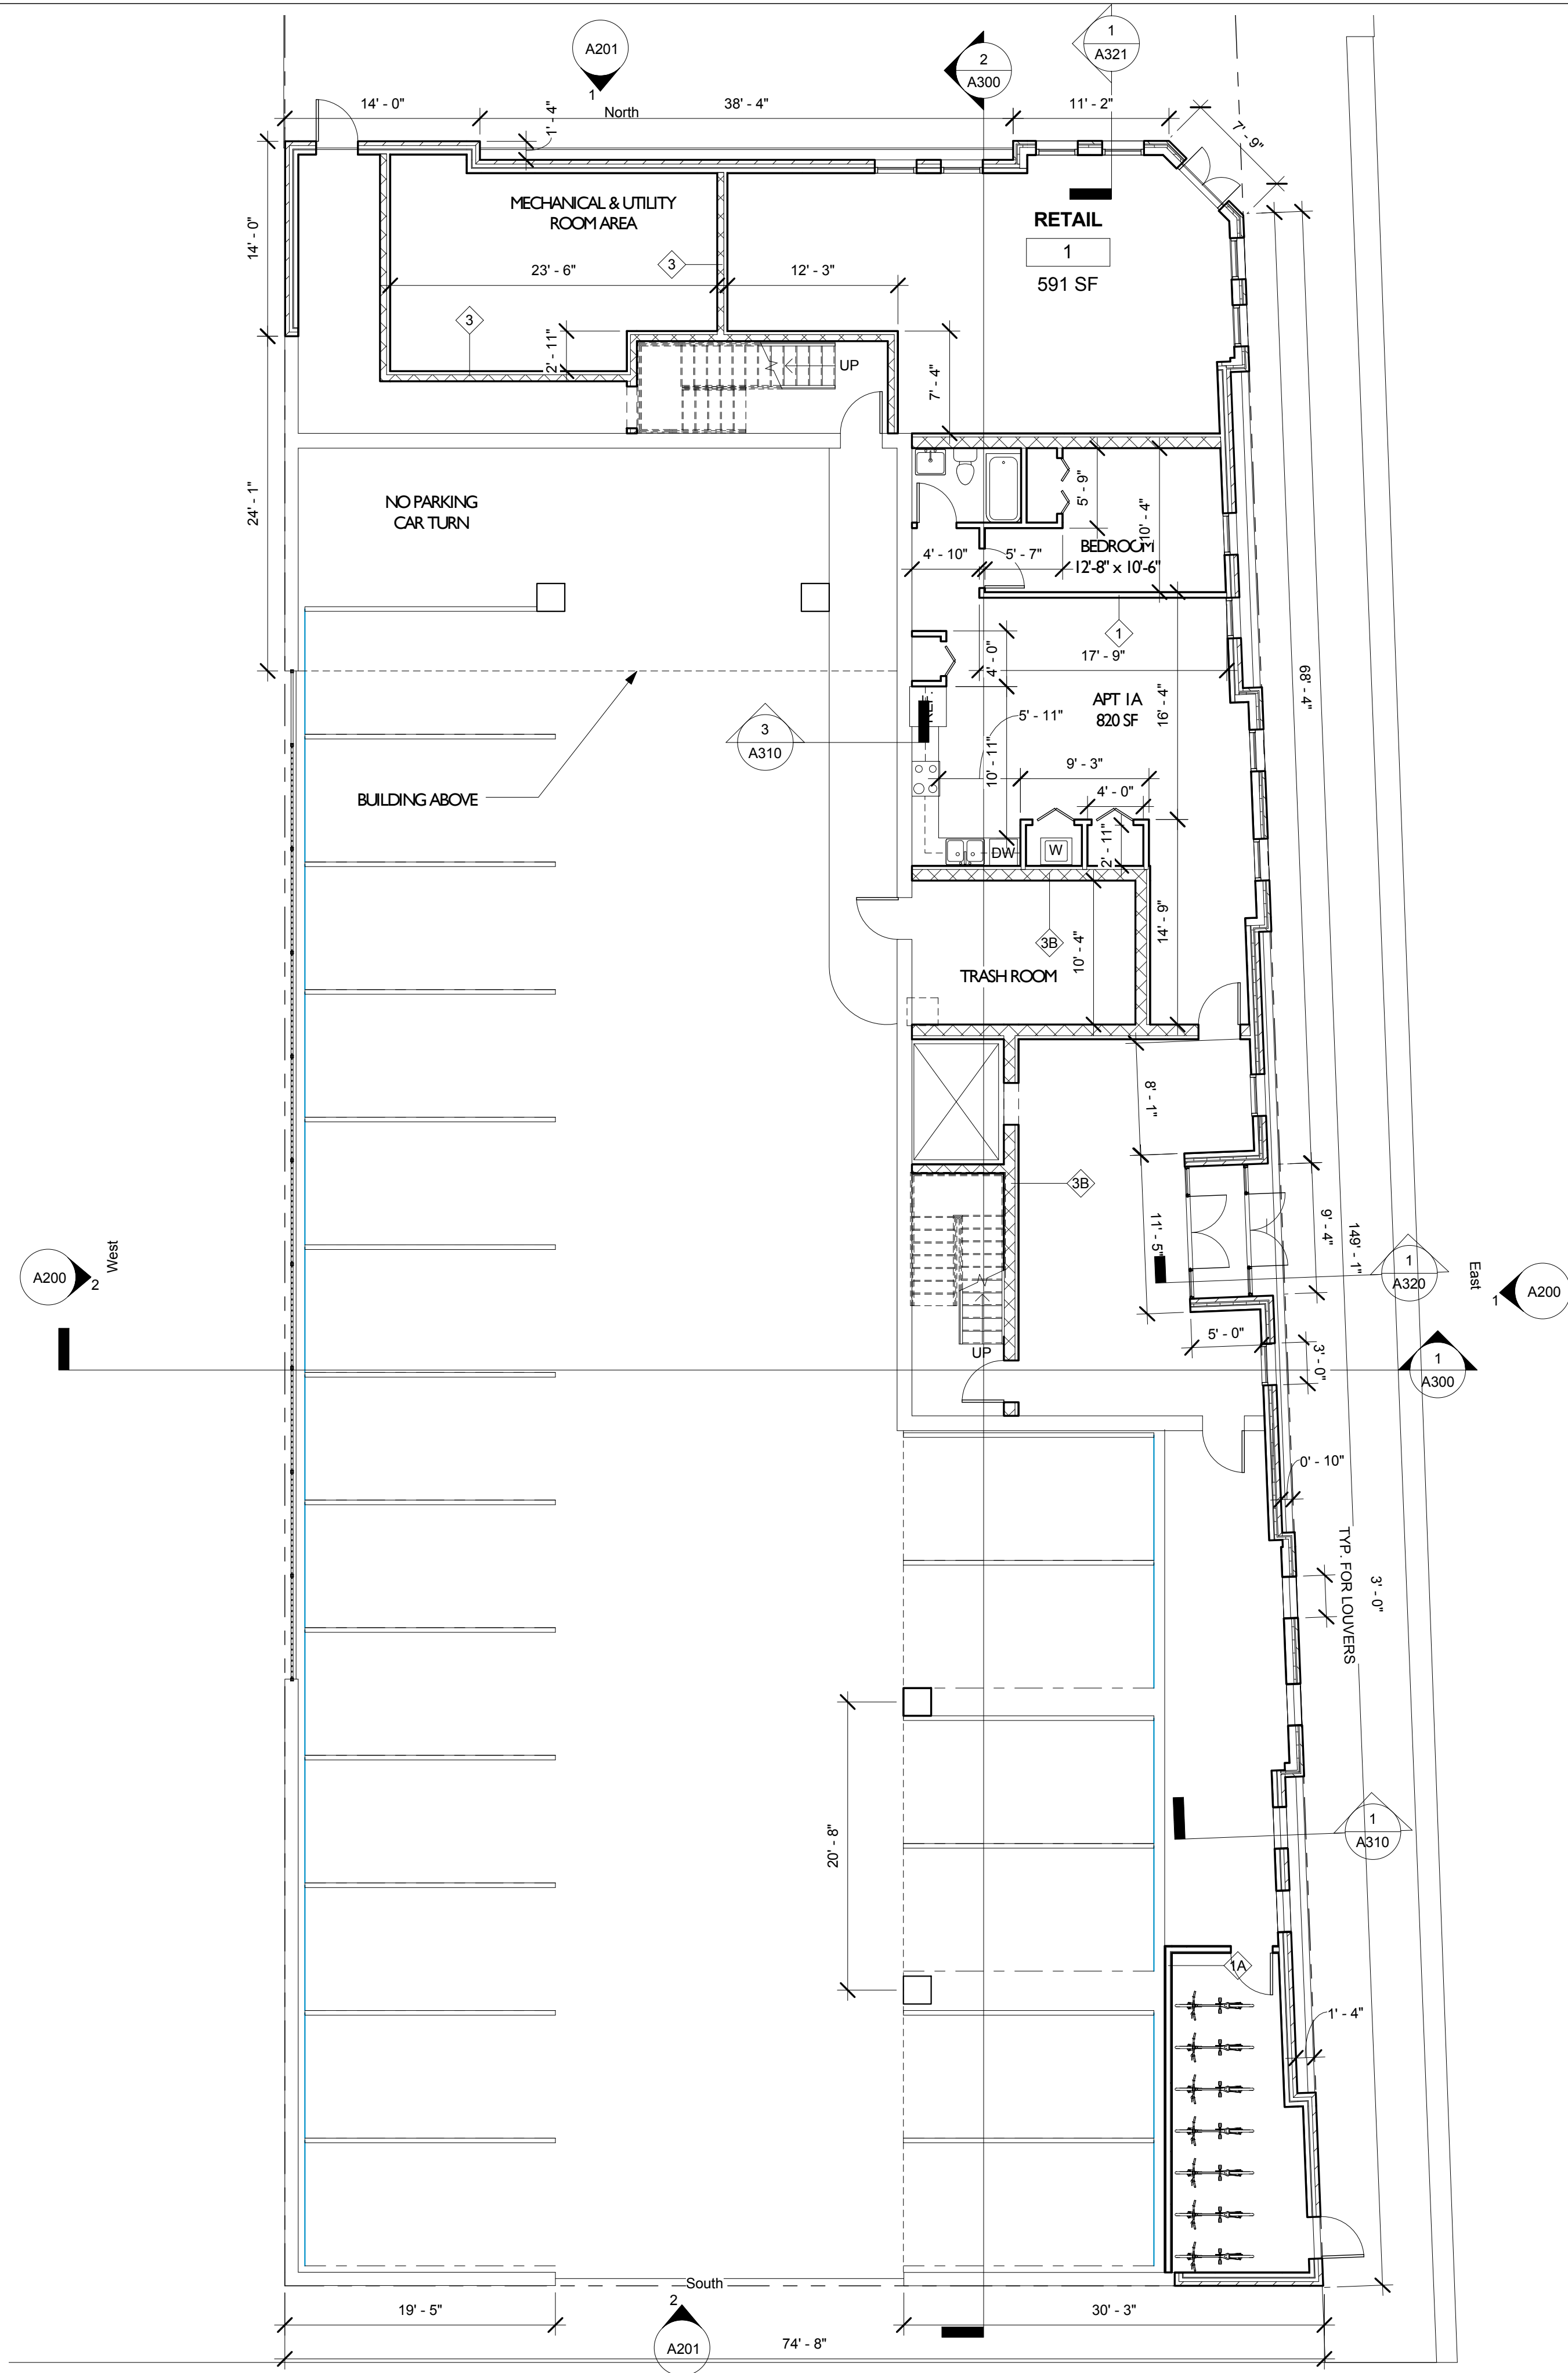 A201
1
North
2
A300
1
A321
14' - 0"
1' - 4"
38' - 4"
11' - 2"
7' - 9"
14' - 0"
MECHANICAL & UTILITY
ROOM AREA
RETAIL
1
591 SF
3
23' - 6"
12' - 3"
3
2' - 11"
UP
7' - 4"
24' - 1"
NO PARKING
CAR TURN
5' - 9"
10' - 4"
BEDROOM
12'-8" x 10'-6"
4' - 10"
5' - 7"
1
4' - 0"
17' - 9"
68' - 4"
REF.
APT 1A
820 SF
16' - 4"
3
A310
5' - 11"
10' - 11"
9' - 3"
4' - 0"
BUILDING ABOVE
DW
W
2' - 11"
3B
10' - 4"
14' - 9"
TRASH ROOM
8' - 1"
3B
11' - 5"
9' - 4"
149' - 1"
West
A200
2
1
A320
East
1
A200
5' - 0"
3' - 0"
UP
1
A300
0' - 10"
TYP. FOR LOUVERS
3' - 0"
20' - 8"
1
A310
1A
1' - 4"
South
2
A201
19' - 5"
30' - 3"
74' - 8"